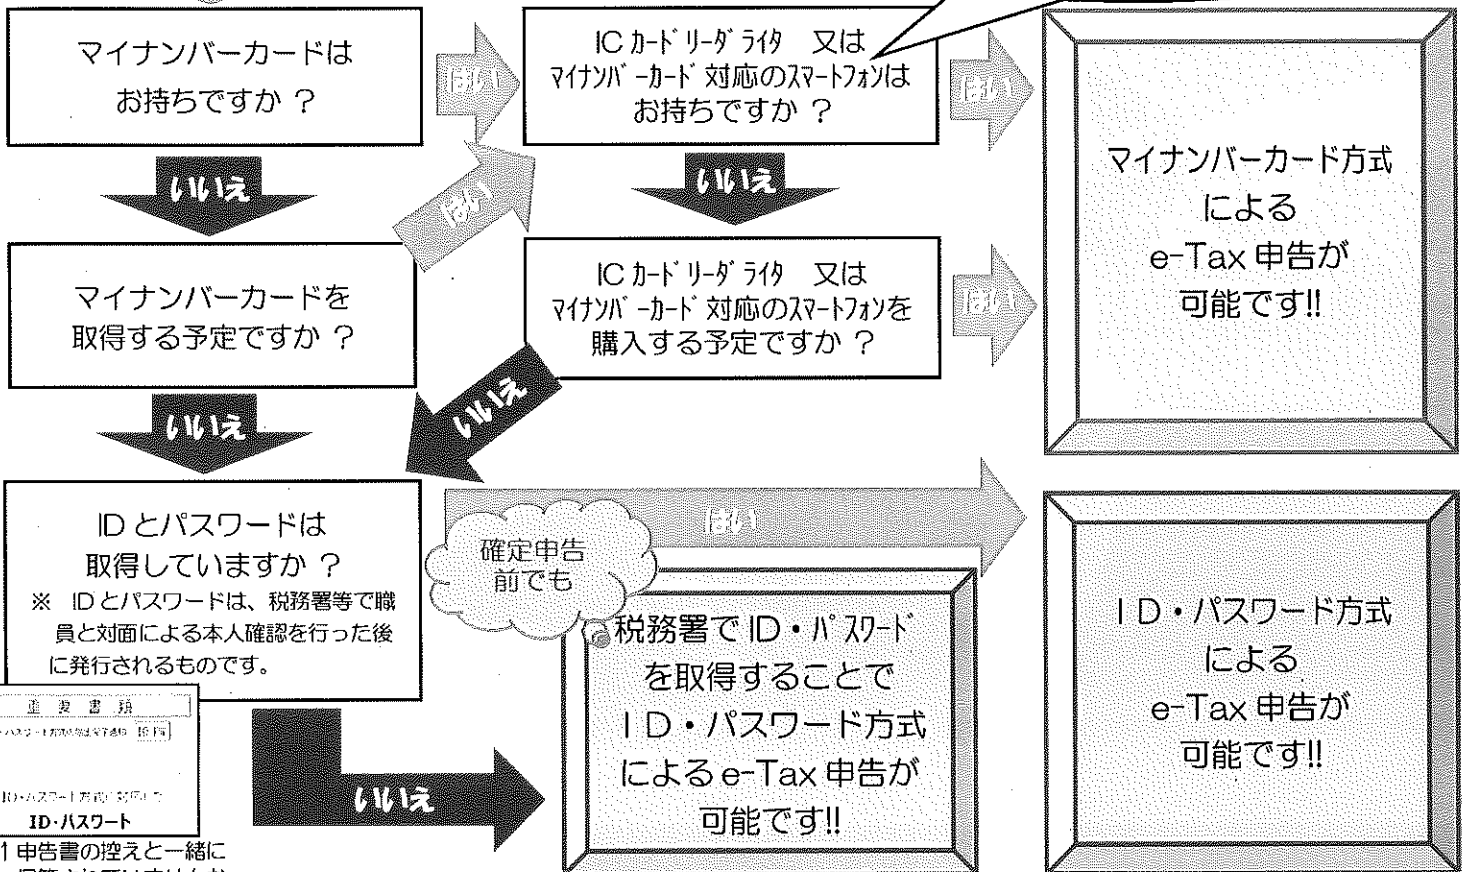 マイナンバーカードは
お持ちですか ?
はい
ICカードリーダライタ 又は
マイナンバーカード対応のスマートフォンは
お持ちですか ?
はい
マイナンバーカード方式
による
e-Tax 申告が
可能です!!
いいえ
はい
いいえ
マイナンバーカードを
取得する予定ですか ?
ICカードリーダライタ 又は
マイナンバーカード対応のスマートフォンを
購入する予定ですか ?
はい
いいえ
いいえ
IDとパスワードは
取得していますか ?
※ IDとパスワードは、税務署等で職
員と対面による本人確認を行った後
に発行されるものです。
はい
確定申告
前でも
税務署でID・パスワード
を取得することで
ID・パスワード方式
によるe-Tax 申告が
可能です!!
ID・パスワード方式
による
e-Tax 申告が
可能です!!
いいえ
重要書類
ID・パスワード
申告書の控えと一緒に